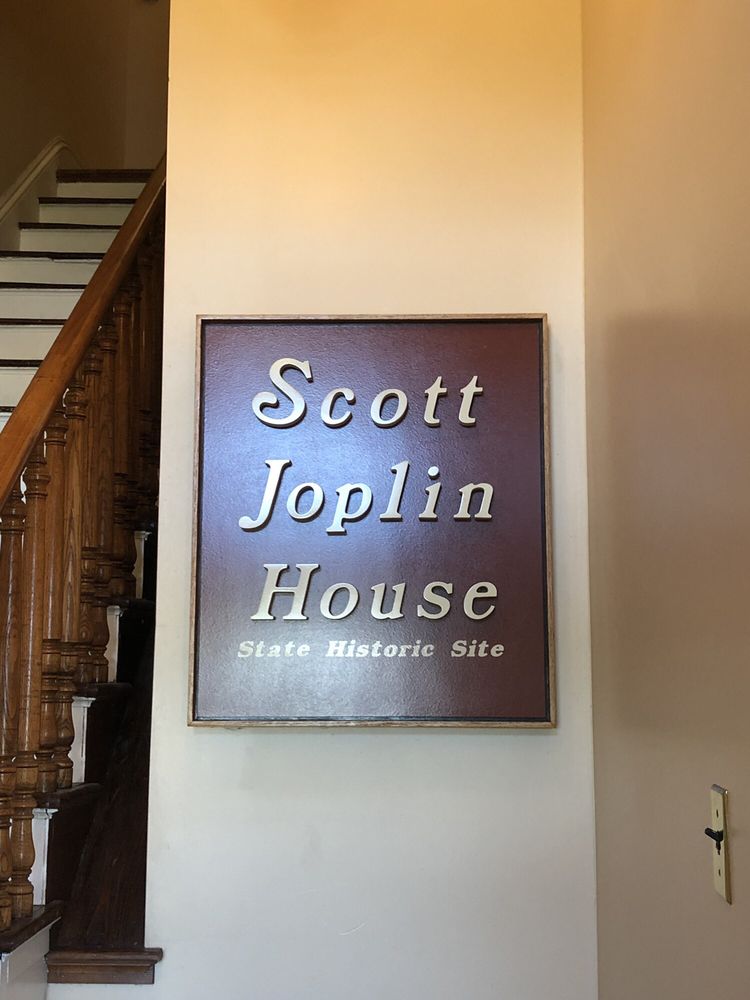 Scott
Joplin
House
State Historic Site